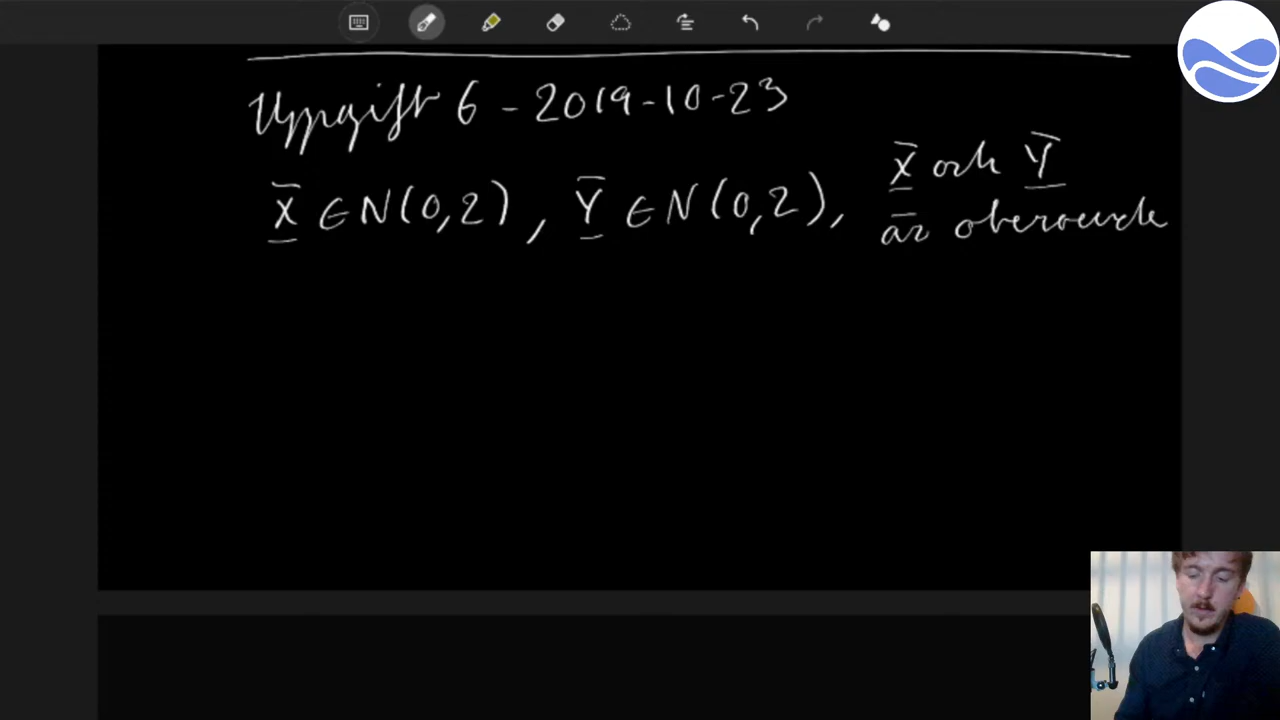 Uppgift 6 - 2019-10-23
X ∈ N(0,2), Y ∈ N(0,2), X och Y
är oberoende